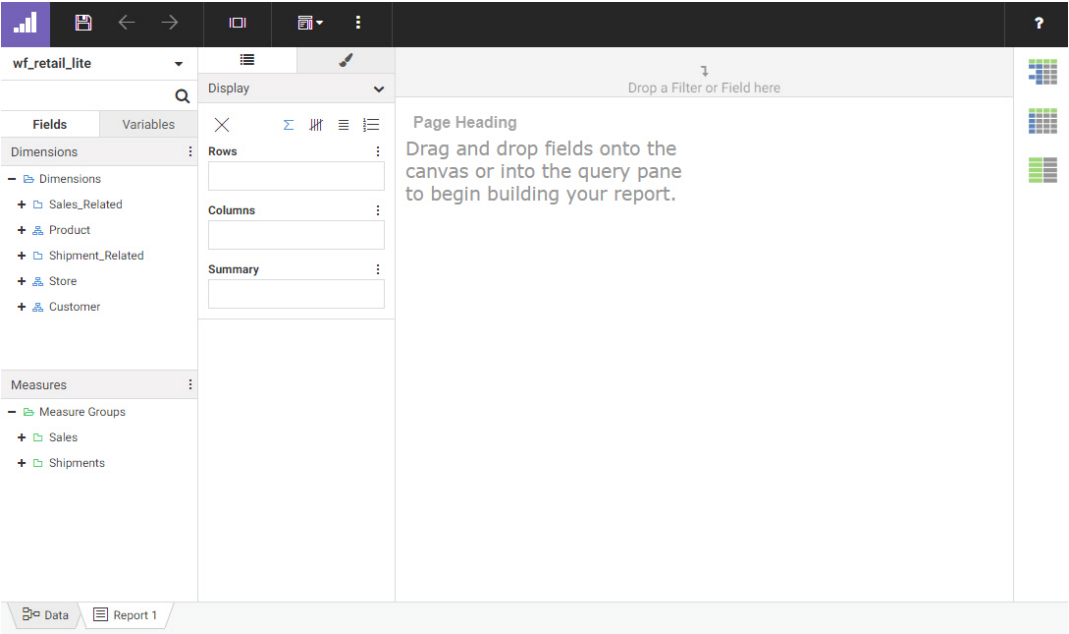 ?
wf_retail_lite
Fields
Variables
Dimensions
Dimensions
Sales_Related
Product
Shipment_Related
Store
Customer
Measures
Measure Groups
Sales
Shipments
Display
Rows
Columns
Summary
Drop a Filter or Field here
Page Heading
Drag and drop fields onto the
canvas or into the query pane
to begin building your report.
Data
Report 1